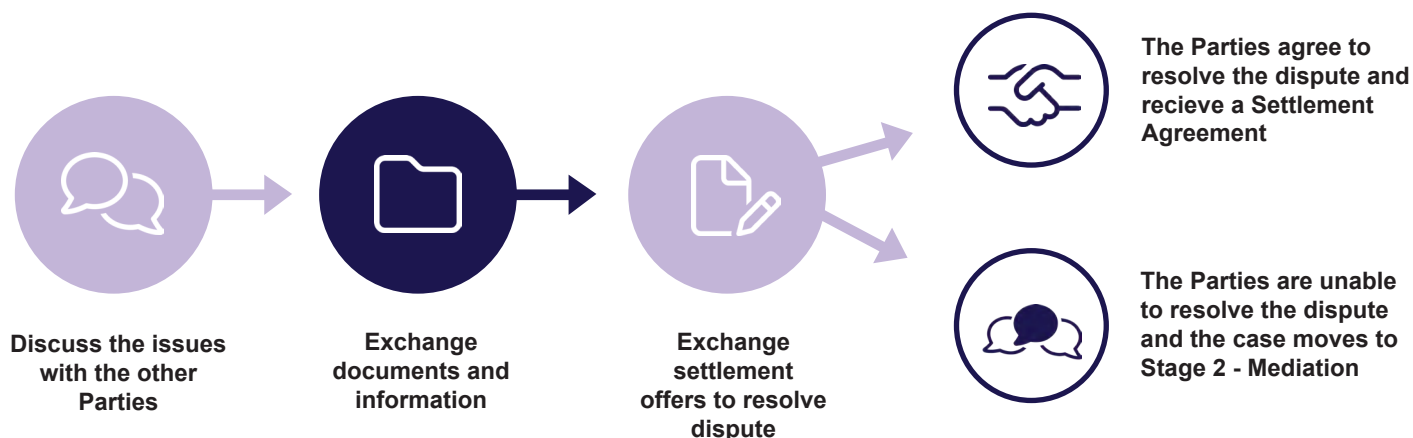 Discuss the issues
with the other
Parties
Exchange
documents and
information
Exchange
settlement
offers to resolve
dispute
The Parties agree to
resolve the dispute and
recieve a Settlement
Agreement
The Parties are unable
to resolve the dispute
and the case moves to
Stage 2 - Mediation